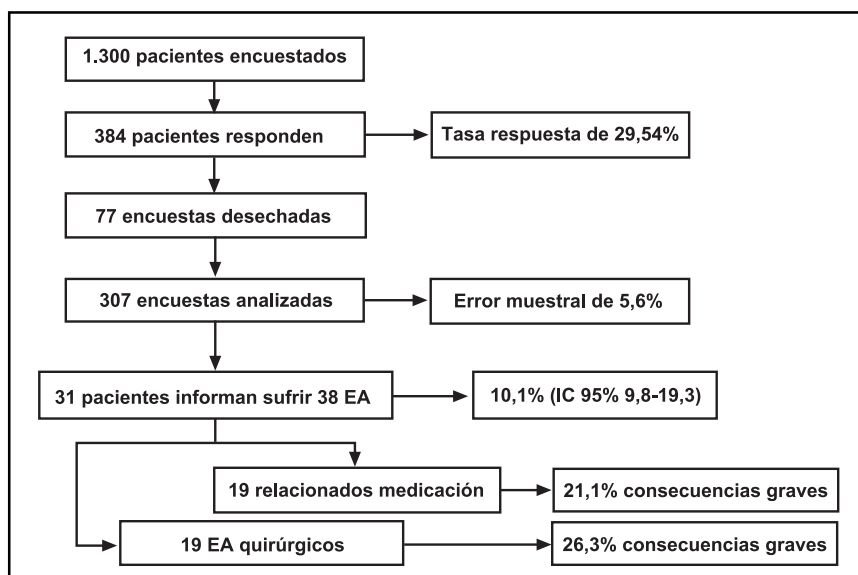 1.300 pacientes encuestados
384 pacientes responden
Tasa respuesta de 29,54%
77 encuestas desechadas
307 encuestas analizadas
Error muestral de 5,6%
31 pacientes informan sufrir 38 EA
10,1% (IC 95% 9,8-19,3)
19 relacionados medicación
21,1% consecuencias graves
19 EA quirúrgicos
26,3% consecuencias graves